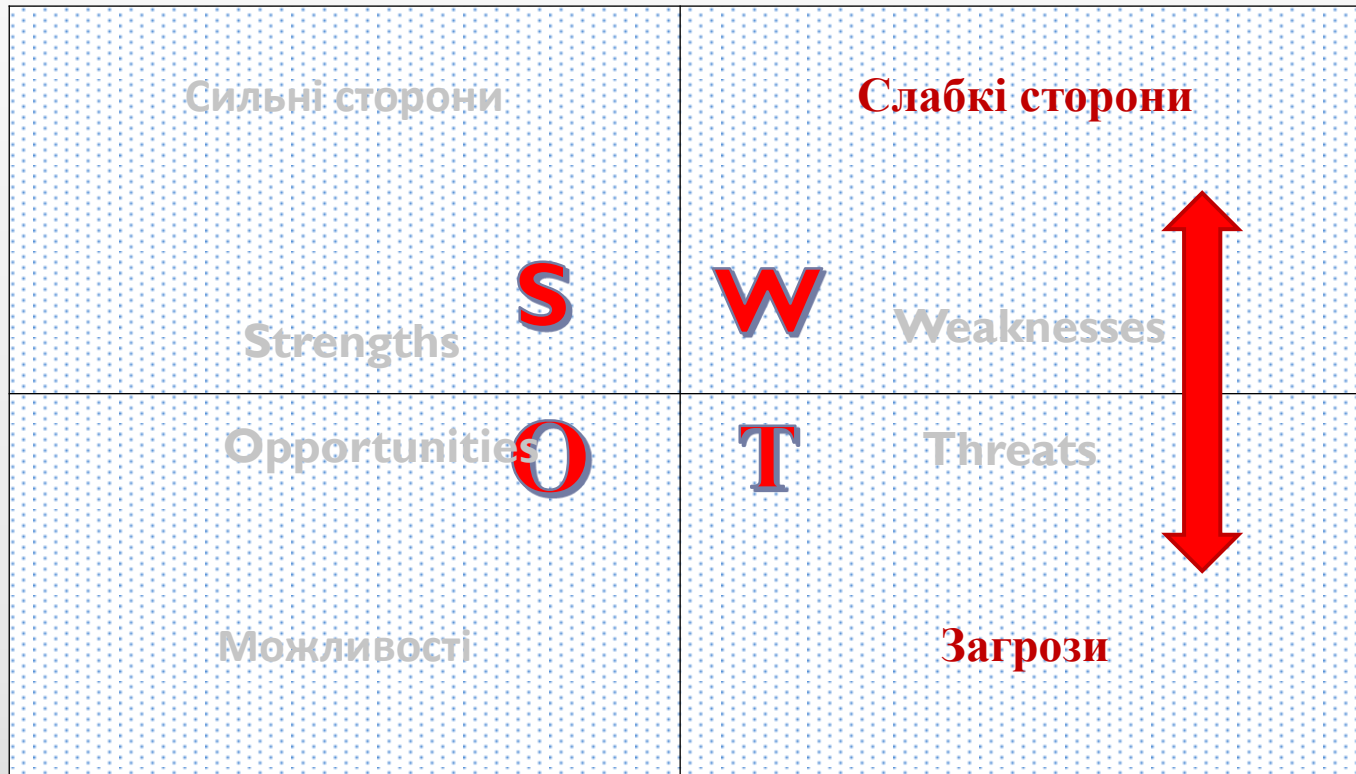 Сильні сторони
Слабкі сторони
S
W
Strengths
Weaknesses
Opportunities
O
T
Threats
Можливості
Загрози